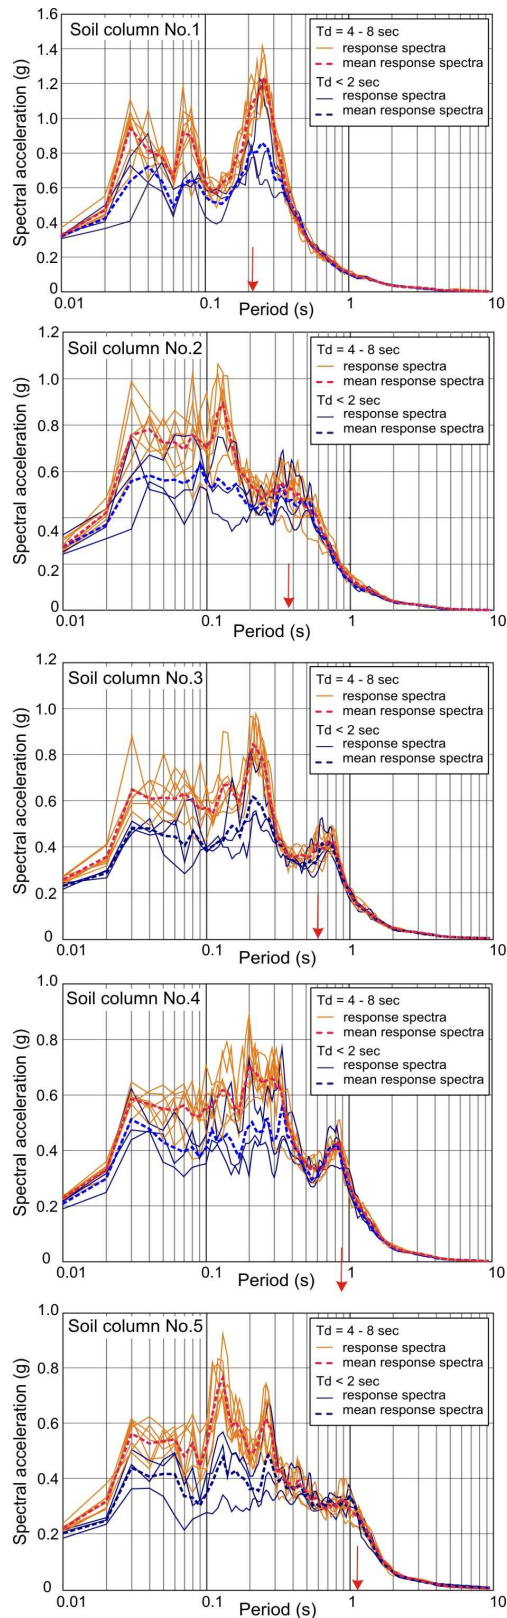 Soil column No.1
Spectral acceleration (g)
1.6
1.4
1.2
1.0
0.8
0.6
0.4
0.2
0
Td = 4 - 8 sec
response spectra
mean response spectra
Td < 2 sec
response spectra
mean response spectra
0.01 0.1 1 10
Period (s)
Soil column No.2
Spectral acceleration (g)
1.2
1.0
0.8
0.6
0.4
0.2
0
Td = 4 - 8 sec
response spectra
mean response spectra
Td < 2 sec
response spectra
mean response spectra
0.01 0.1 1 10
Period (s)
Soil column No.3
Spectral acceleration (g)
1.2
1.0
0.8
0.6
0.4
0.2
0
Td = 4 - 8 sec
response spectra
mean response spectra
Td < 2 sec
response spectra
mean response spectra
0.01 0.1 1 10
Period (s)
Soil column No.4
Spectral acceleration (g)
1.0
0.8
0.6
0.4
0.2
0
Td = 4 - 8 sec
response spectra
mean response spectra
Td < 2 sec
response spectra
mean response spectra
0.01 0.1 1 10
Period (s)
Soil column No.5
Spectral acceleration (g)
1.0
0.8
0.6
0.4
0.2
0
Td = 4 - 8 sec
response spectra
mean response spectra
Td < 2 sec
response spectra
mean response spectra
0.01 0.1 1 10
Period (s)